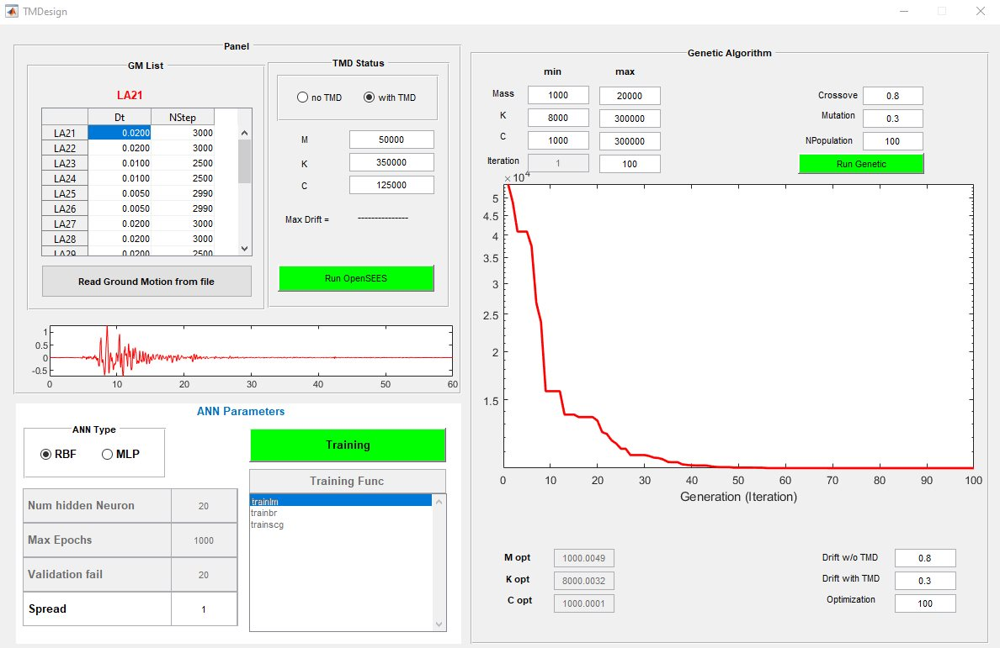 TMDesign
Panel
GM List
LA21
Dt NStep
LA21 0.0200 3000
LA22 0.0200 3000
LA23 0.0100 2500
LA24 0.0100 2500
LA25 0.0050 2990
LA26 0.0050 2990
LA27 0.0200 3000
LA28 0.0200 3000
LA29 0.0200 2500
Read Ground Motion from file
TMD Status
no TMD with TMD
M 50000
K 350000
C 125000
Max Drift = ---------------
Run OpenSEES
1
0.5
0
-0.5
0 10 20 30 40 50 60
ANN Parameters
ANN Type
RBF MLP
Num hidden Neuron 20
Max Epochs 1000
Validation fail 20
Spread 1
Training
Training Func
trainlm
trainbr
trainscg
Genetic Algorithm
min max
Mass 1000 20000
K 8000 300000
C 1000 300000
Iteration 1 100
Crossove 0.8
Mutation 0.3
NPopulation 100
Run Genetic
× 10^4
5
4.5
4
3.5
3
2.5
2
1.5
0 10 20 30 40 50 60 70 80 90 100
Generation (Iteration)
M opt 1000.0049
K opt 8000.0032
C opt 1000.0001
Drift w/o TMD 0.8
Drift with TMD 0.3
Optimization 100